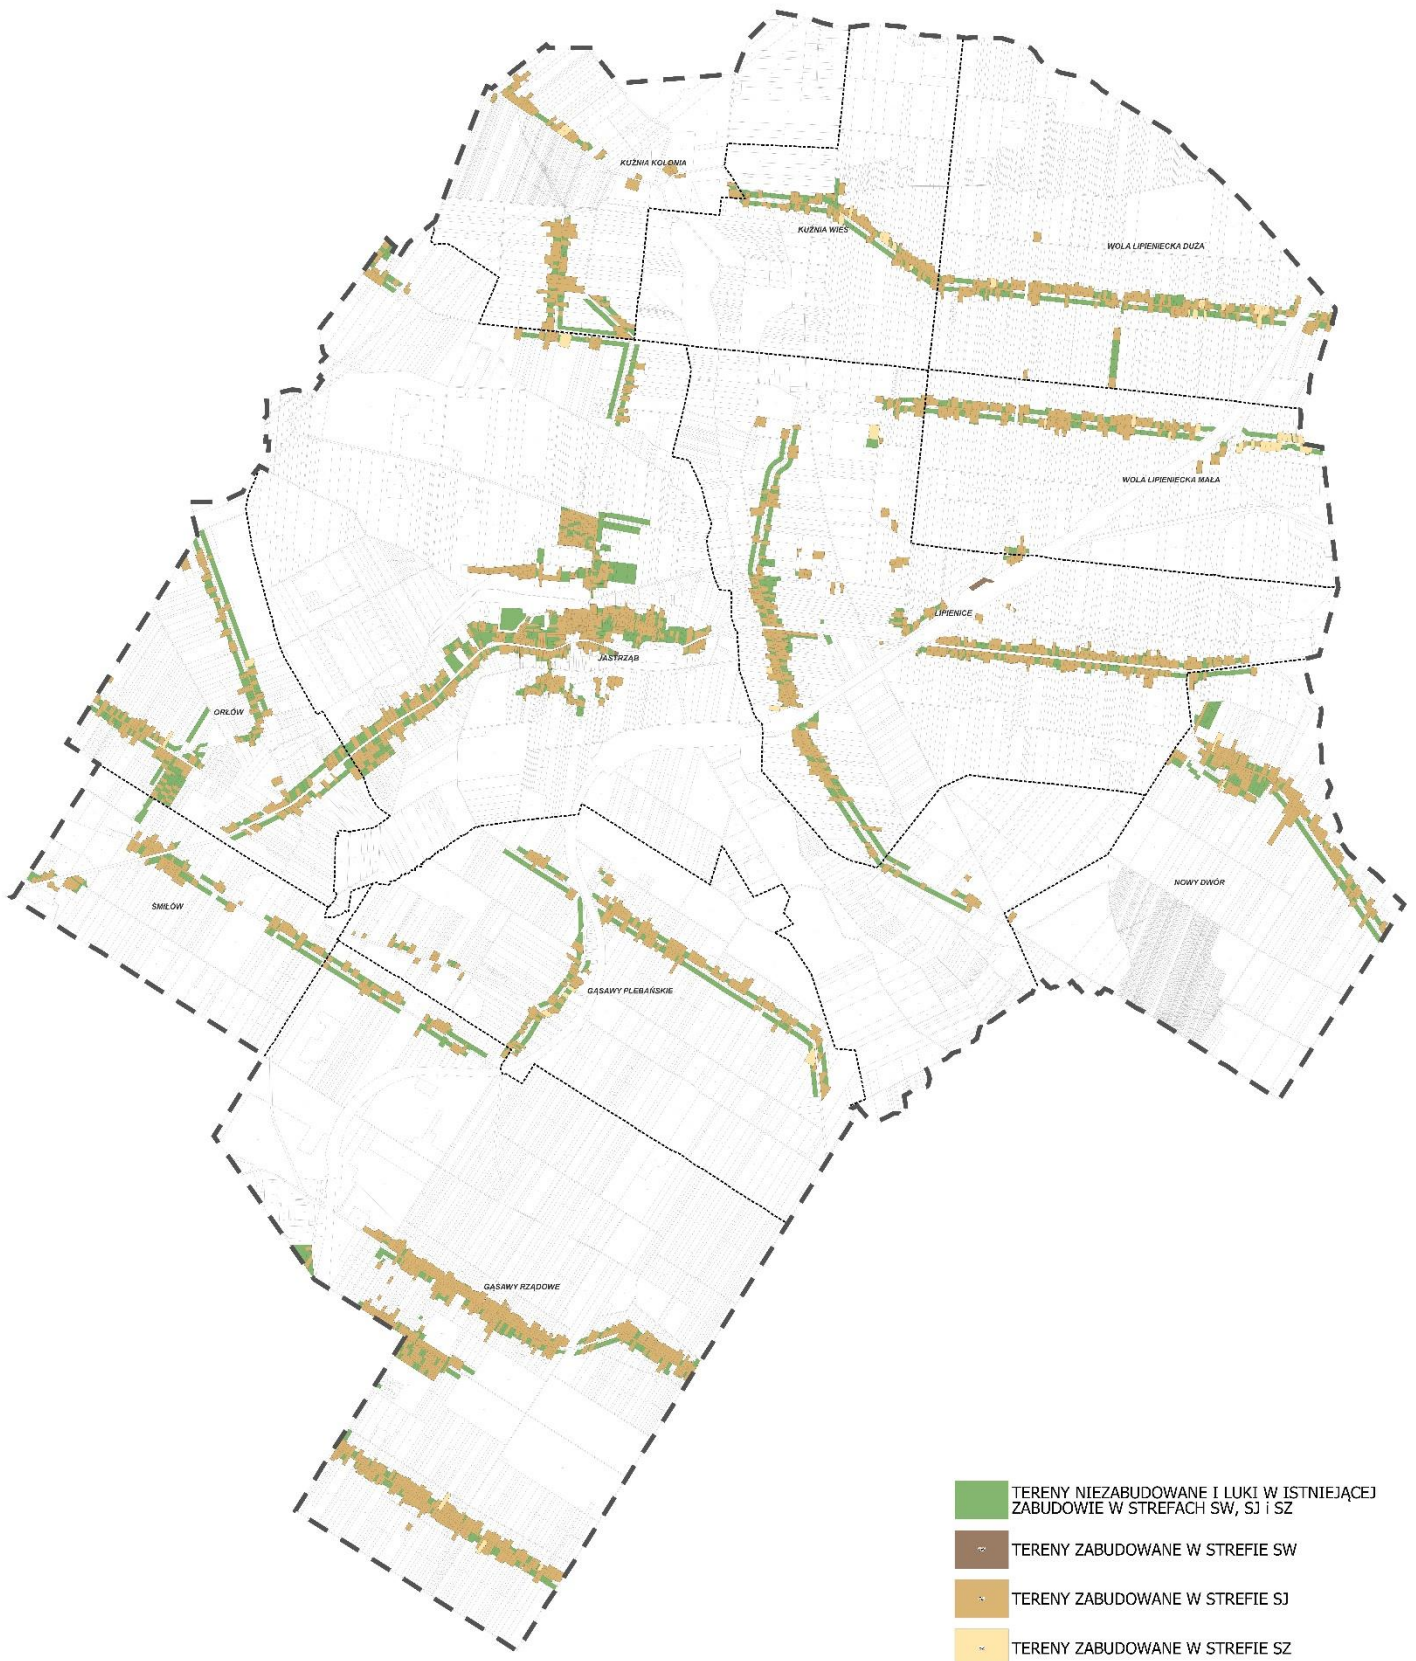 KUŹNIA KOLONIA
KUŹNIA WIEŚ
WOLA LIPIENIECKA DUŻA
WOLA LIPIENIECKA MAŁA
LIPIENICE
JASTRZĄB
ORŁÓW
NOWY DWÓR
ŚMIŁÓW
GĄSAWY PLEBAŃSKIE
GĄSAWY RZĄDOWE
TERENY NIEZABUDOWANE I LUKI W ISTNIEJĄCEJ
ZABUDOWIE W STREFACH SW, SJ i SZ
TERENY ZABUDOWANE W STREFIE SW
TERENY ZABUDOWANE W STREFIE SJ
TERENY ZABUDOWANE W STREFIE SZ